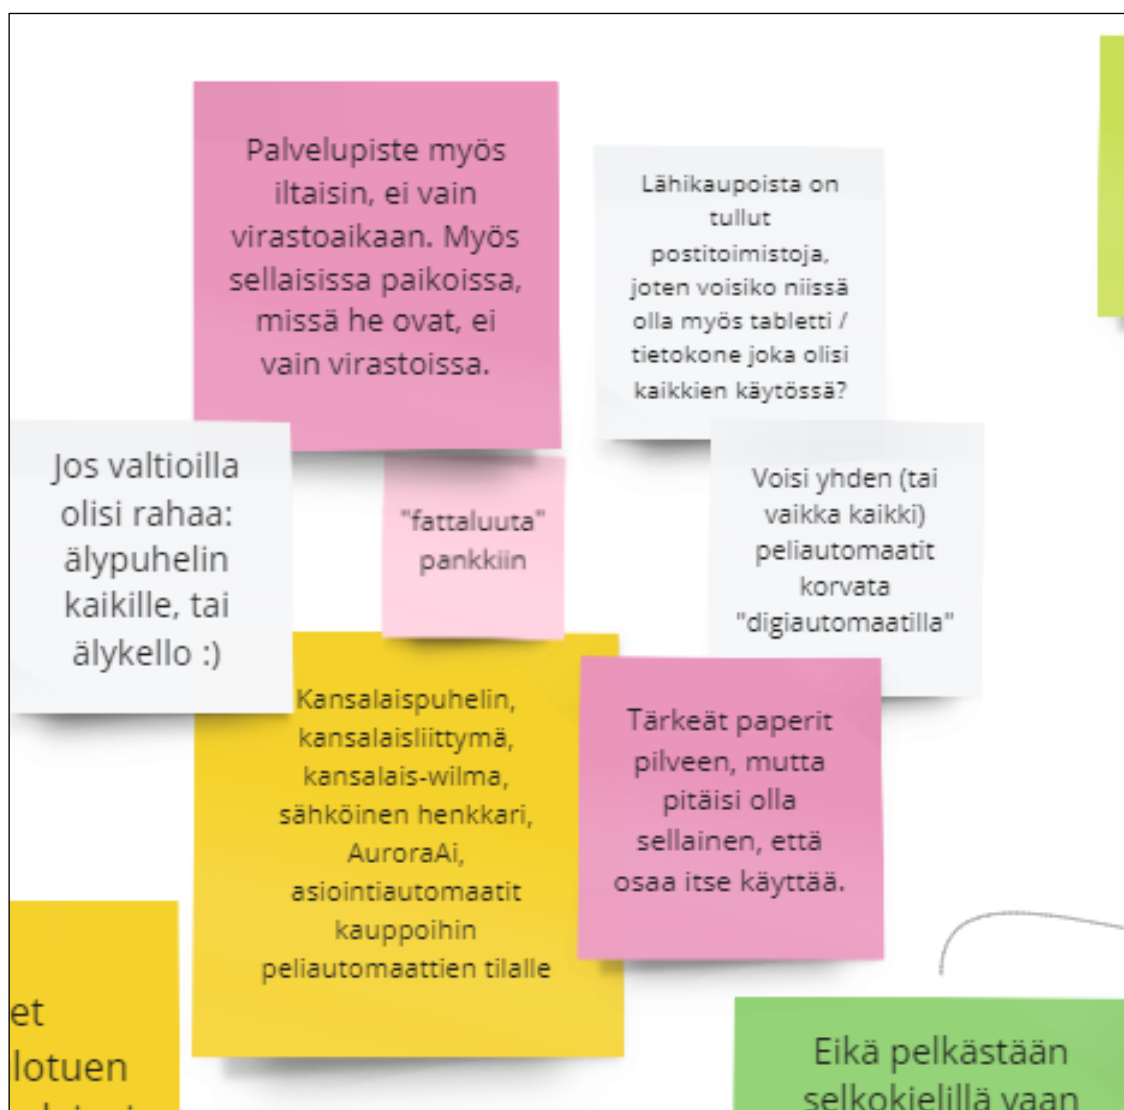 Palvelupiste myös
iltaisin, ei vain
virastoaikaan. Myös
sellaisissa paikoissa,
missä he ovat, ei
vain virastoissa.
Lähikaupoista on
tullut
postitoimistoja,
joten voisiko niissä
olla myös tabletti /
tietokone joka olisi
kaikkien käytössä?
Jos valtioilla
olisi rahaa:
älypuhelin
kaikille, tai
älykello :)
"fattaluuta"
pankkiin
Voisi yhden (tai
vaikka kaikki)
peliautomaatit
korvata
"digiautomaatilla"
Kansalaispuhelin,
kansalaisliittymä,
kansalais-wilma,
sähköinen henkkari,
AuroraAi,
asiointiautomaatit
kauppoihin
peliautomaattien tilalle
Tärkeät paperit
pilveen, mutta
pitäisi olla
sellainen, että
osaa itse käyttää.
et
lotuen
Eikä pelkästään
selkokielillä vaan